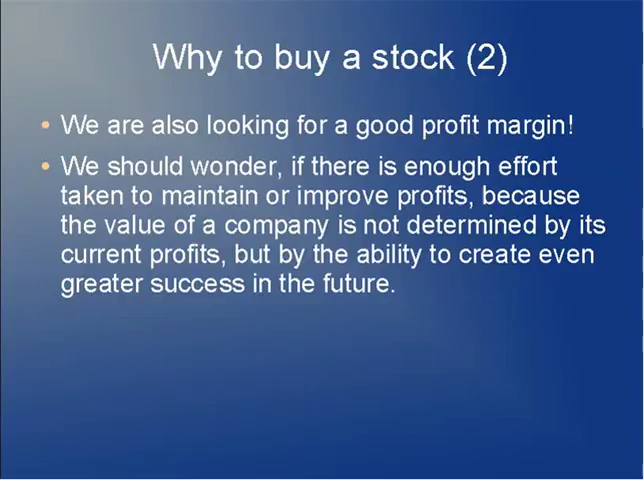 Why to buy a stock (2)
• We are also looking for a good profit margin!
• We should wonder, if there is enough effort
taken to maintain or improve profits, because
the value of a company is not determined by its
current profits, but by the ability to create even
greater success in the future.